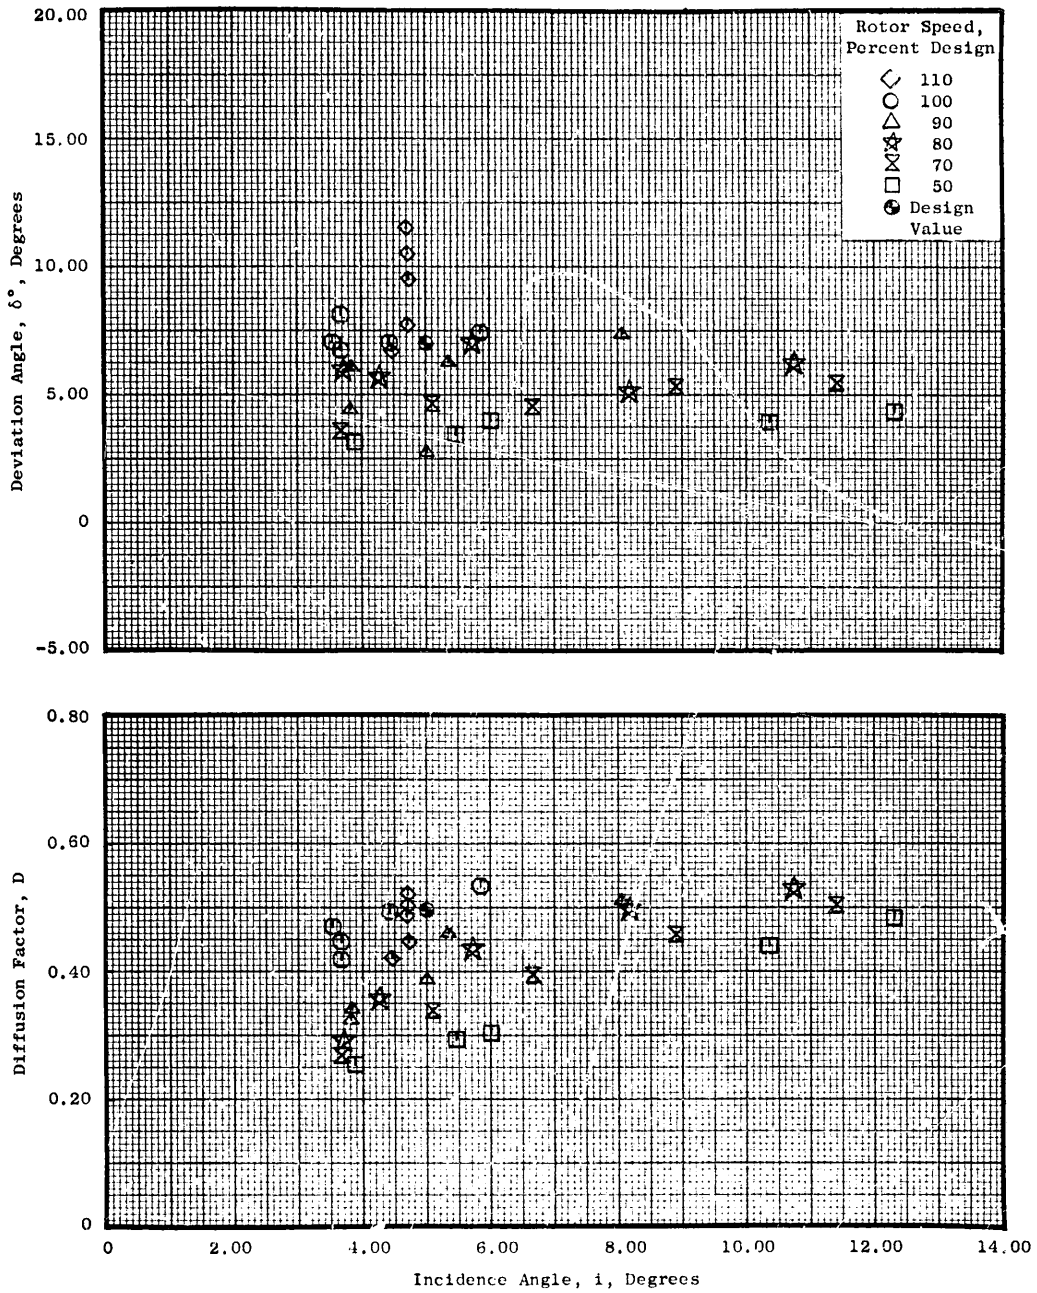 20.00
15.00
10.00
5.00
0
-5.00
Deviation Angle, δ°, Degrees
Rotor Speed,
Percent Design
110
100
90
80
70
50
Design
Value
0.80
0.60
0.40
0.20
0
Diffusion Factor, D
0 2.00 4.00 6.00 8.00 10.00 12.00 14.00
Incidence Angle, i, Degrees